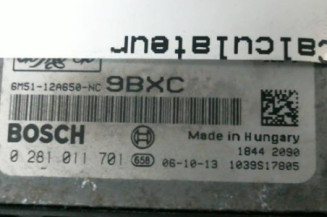 Calculateur
6M51-12A650-NC 9BXC
BOSCH
Made in Hungary
1844 2090
0 281 011 701 658 06-10-13 1039S17805